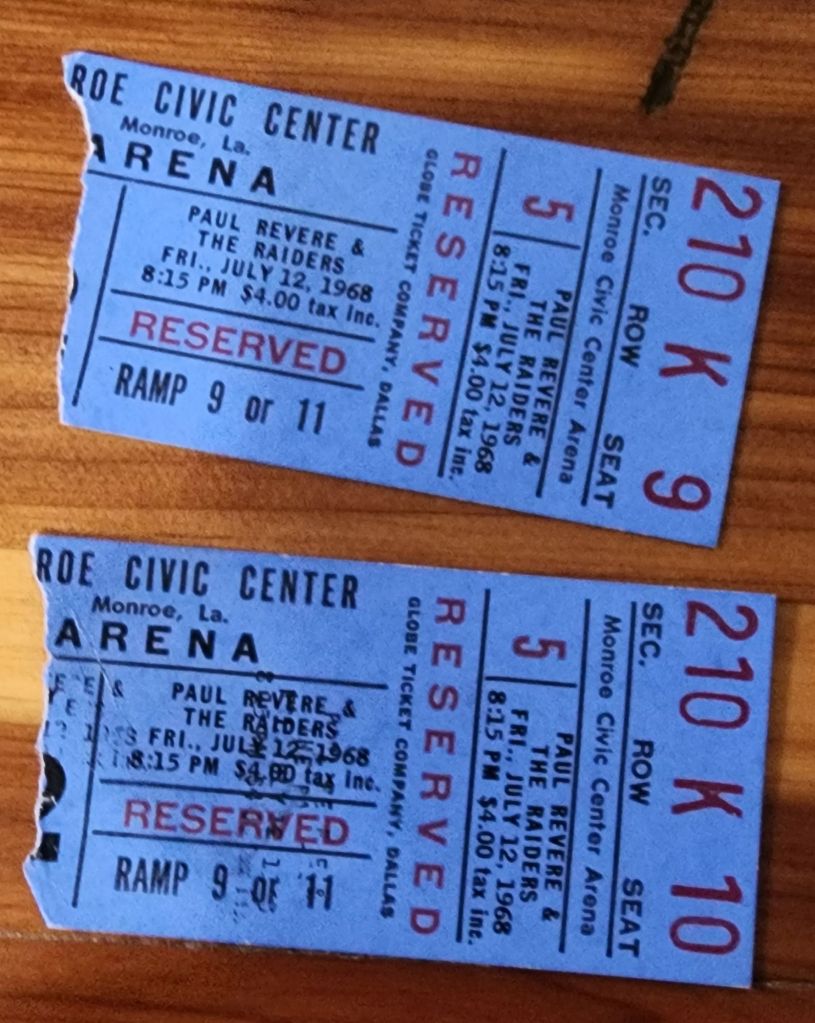 ROE CIVIC CENTER
Monroe, La.
ARENA
PAUL REVERE &
THE RAIDERS
FRI., JULY 12, 1968
8:15 PM $4.00 tax inc.
RESERVED
RAMP 9 or 11
GLOBE TICKET COMPANY, DALLAS
RESERVED
5
PAUL REVERE &
THE RAIDERS
FRI., JULY 12, 1968
8:15 PM $4.00 tax inc.
Monroe Civic Center Arena
SEC. ROW SEAT
210 K 9
ROE CIVIC CENTER
Monroe, La.
ARENA
PAUL REVERE &
THE RAIDERS
FRI., JULY 12, 1968
8:15 PM $4.00 tax inc.
RESERVED
RAMP 9 or 11
GLOBE TICKET COMPANY, DALLAS
RESERVED
5
PAUL REVERE &
THE RAIDERS
FRI., JULY 12, 1968
8:15 PM $4.00 tax inc.
Monroe Civic Center Arena
SEC. ROW SEAT
210 K 10